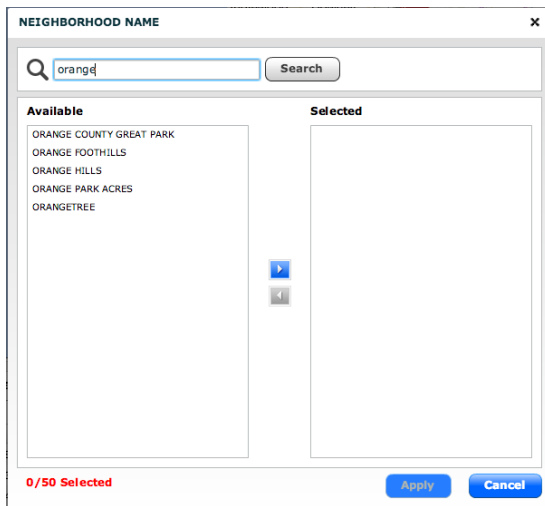 NEIGHBORHOOD NAME
orange
Search
Available
Selected
ORANGE COUNTY GREAT PARK
ORANGE FOOTHILLS
ORANGE HILLS
ORANGE PARK ACRES
ORANGETREE
0/50 Selected
Apply
Cancel